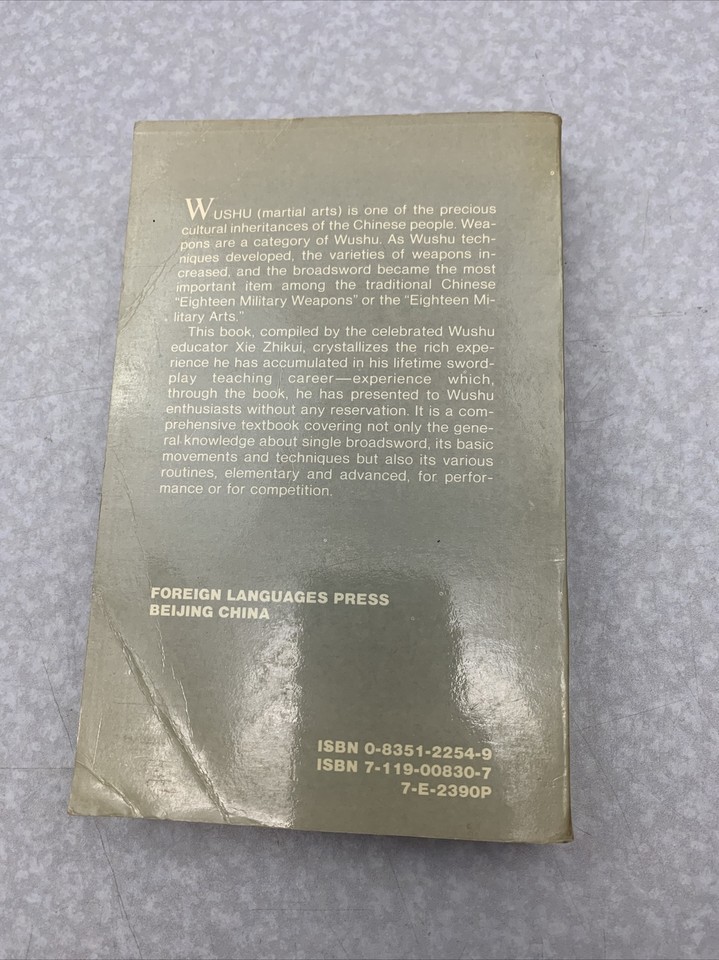 WUSHU (martial arts) is one of the precious
cultural inheritances of the Chinese people. Wea-
pons are a category of Wushu. As Wushu tech-
niques developed, the varieties of weapons in-
creased, and the broadsword became the most
important item among the traditional Chinese
"Eighteen Military Weapons" or the "Eighteen Mi-
litary Arts."
This book, compiled by the celebrated Wushu
educator Xie Zhikui, crystallizes the rich expe-
rience he has accumulated in his lifetime sword-
play teaching career—experience which,
through the book, he has presented to Wushu
enthusiasts without any reservation. It is a com-
prehensive textbook covering not only the gene-
ral knowledge about single broadsword, its basic
movements and techniques but also its various
routines, elementary and advanced, for perfor-
mance or for competition.
FOREIGN LANGUAGES PRESS
BEIJING CHINA
ISBN 0-8351-2254-9
ISBN 7-119-00830-7
7-E-2390P